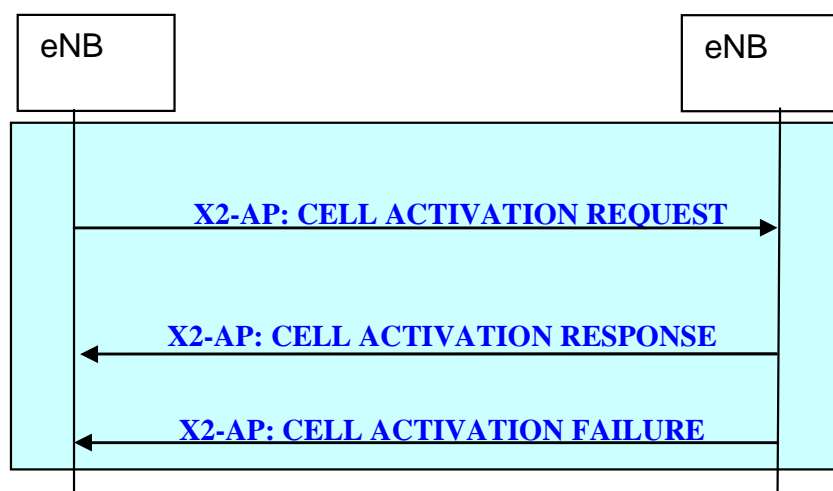 eNB
eNB
X2-AP: CELL ACTIVATION REQUEST
X2-AP: CELL ACTIVATION RESPONSE
X2-AP: CELL ACTIVATION FAILURE